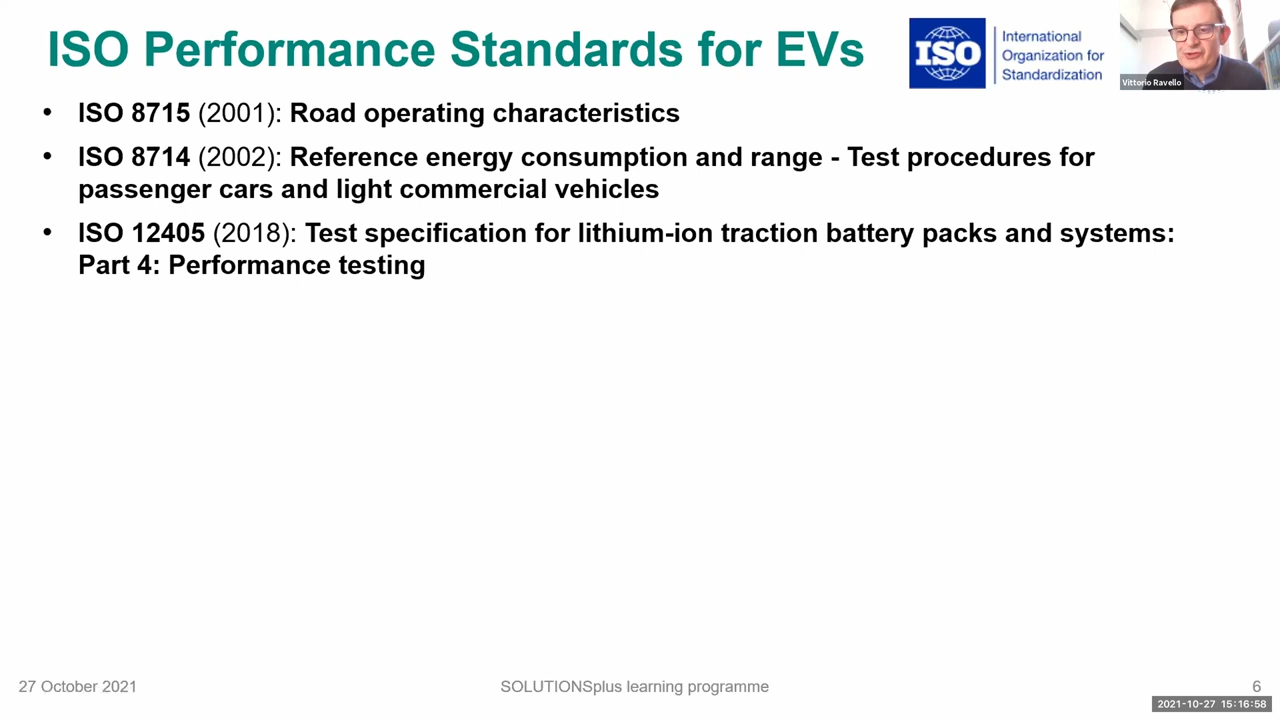 ISO Performance Standards for EVs
ISO
International
Organization for
Standardization
Vittorio Ravello
• ISO 8715 (2001): Road operating characteristics
• ISO 8714 (2002): Reference energy consumption and range - Test procedures for
passenger cars and light commercial vehicles
• ISO 12405 (2018): Test specification for lithium-ion traction battery packs and systems:
Part 4: Performance testing
27 October 2021
SOLUTIONSplus learning programme
6
2021-10-27 15:16:58